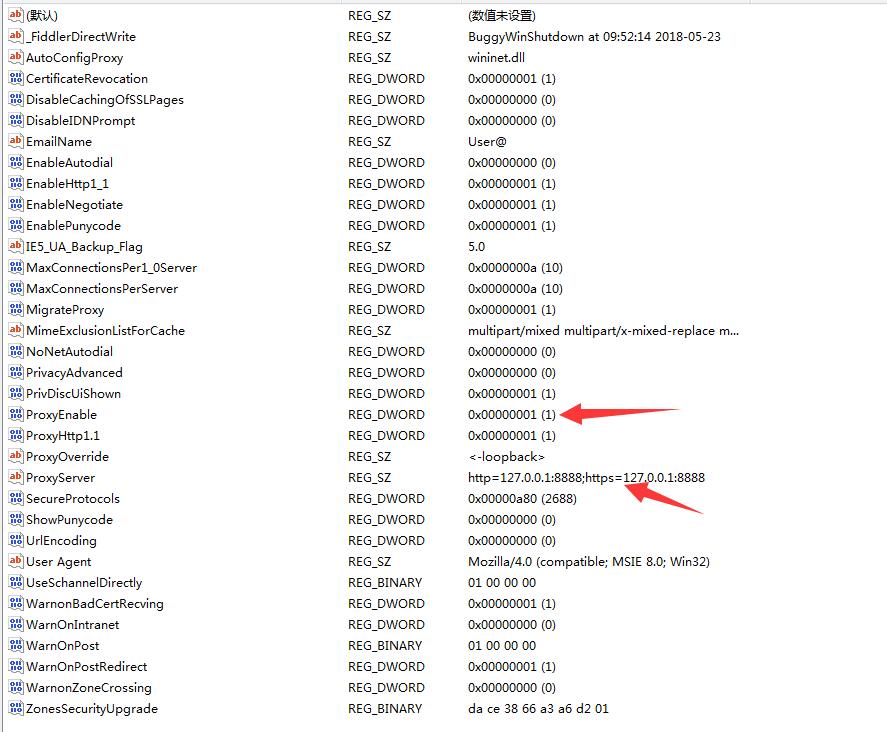 (默认) REG_SZ (数值未设置)
_FiddlerDirectWrite REG_SZ BuggyWinShutdown at 09:52:14 2018-05-23
AutoConfigProxy REG_SZ wininet.dll
CertificateRevocation REG_DWORD 0x00000001 (1)
DisableCachingOfSSLPages REG_DWORD 0x00000000 (0)
DisableIDNPrompt REG_DWORD 0x00000000 (0)
EmailName REG_SZ User@
EnableAutodial REG_DWORD 0x00000000 (0)
EnableHttp1_1 REG_DWORD 0x00000001 (1)
EnableNegotiate REG_DWORD 0x00000001 (1)
EnablePunycode REG_DWORD 0x00000001 (1)
IE5_UA_Backup_Flag REG_SZ 5.0
MaxConnectionsPer1_0Server REG_DWORD 0x0000000a (10)
MaxConnectionsPerServer REG_DWORD 0x0000000a (10)
MigrateProxy REG_DWORD 0x00000001 (1)
MimeExclusionListForCache REG_SZ multipart/mixed multipart/x-mixed-replace m...
NoNetAutodial REG_DWORD 0x00000000 (0)
PrivacyAdvanced REG_DWORD 0x00000000 (0)
PrivDiscUiShown REG_DWORD 0x00000001 (1)
ProxyEnable REG_DWORD 0x00000001 (1)
ProxyHttp1.1 REG_DWORD 0x00000001 (1)
ProxyOverride REG_SZ <-loopback>
ProxyServer REG_SZ http=127.0.0.1:8888;https=127.0.0.1:8888
SecureProtocols REG_DWORD 0x00000a80 (2688)
ShowPunycode REG_DWORD 0x00000000 (0)
UrlEncoding REG_DWORD 0x00000000 (0)
User Agent REG_SZ Mozilla/4.0 (compatible; MSIE 8.0; Win32)
UseSchannelDirectly REG_BINARY 01 00 00 00
WarnonBadCertRecving REG_DWORD 0x00000001 (1)
WarnOnIntranet REG_DWORD 0x00000000 (0)
WarnOnPost REG_BINARY 01 00 00 00
WarnOnPostRedirect REG_DWORD 0x00000001 (1)
WarnonZoneCrossing REG_DWORD 0x00000000 (0)
ZonesSecurityUpgrade REG_BINARY da ce 38 66 a3 a6 d2 01